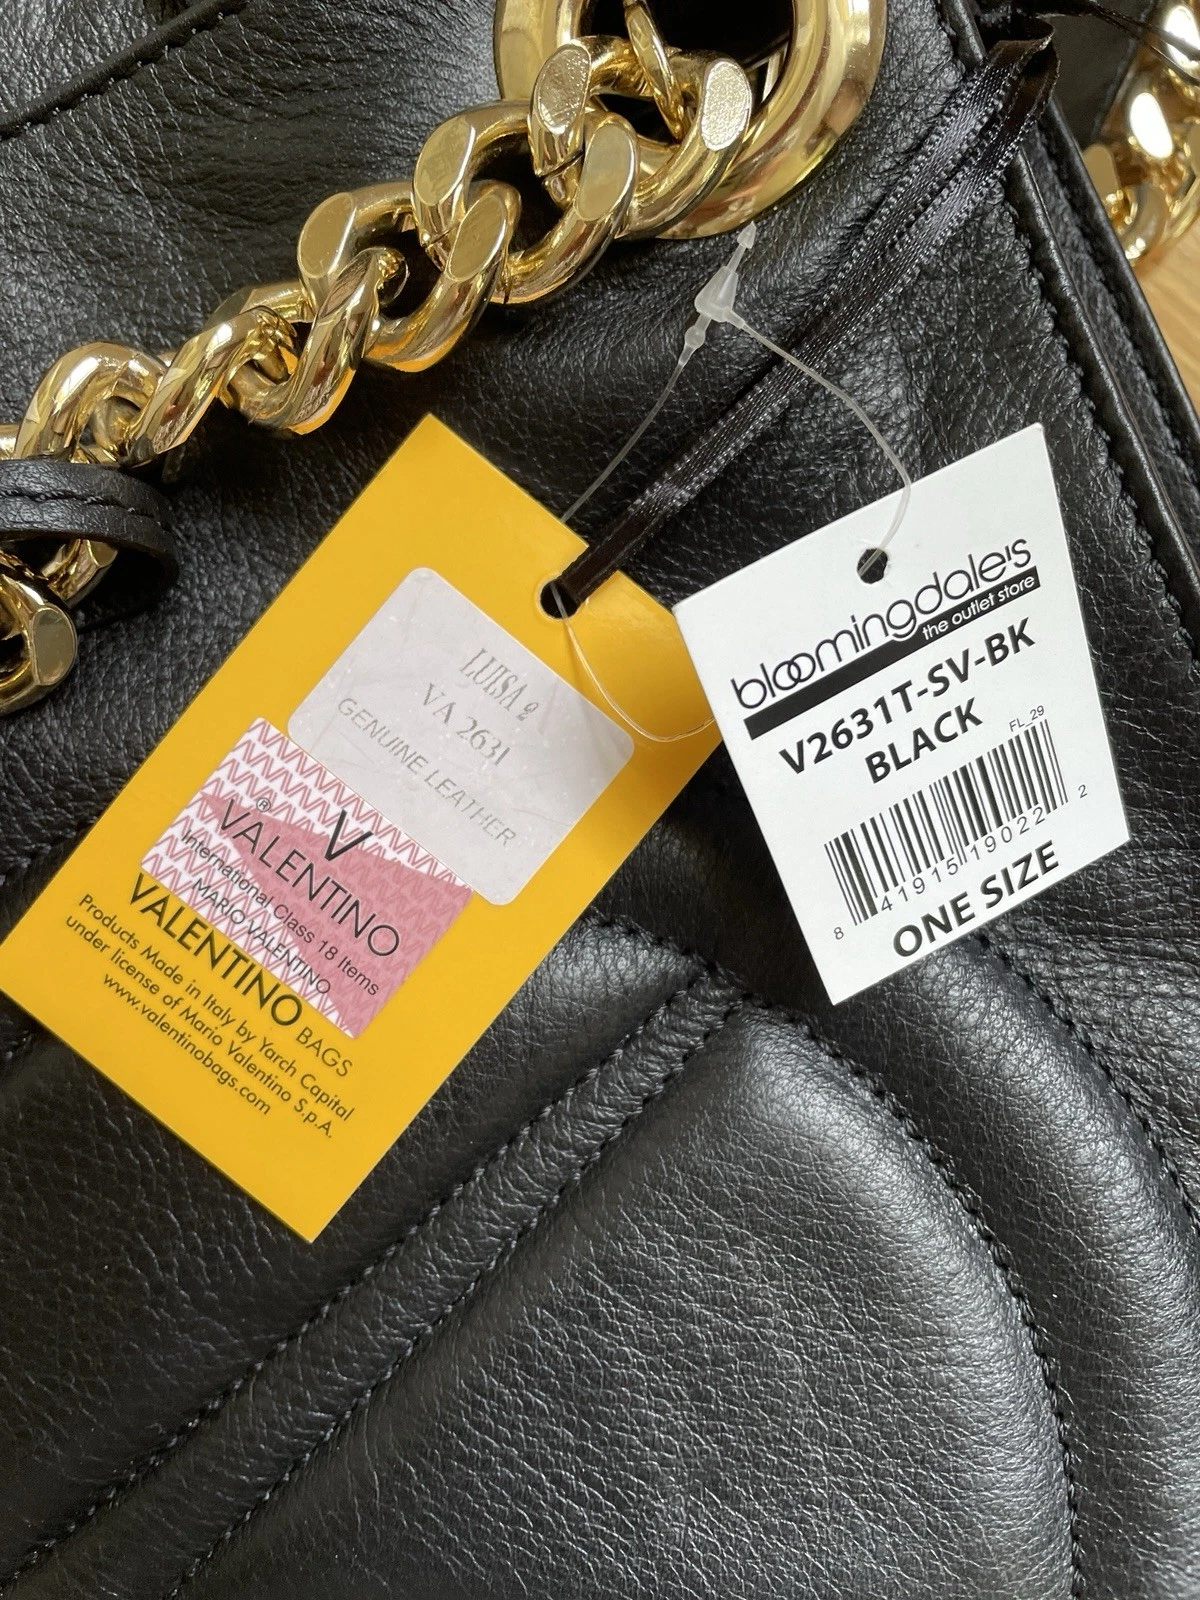 LUISA 2
VA 2631
GENUINE LEATHER
V
VALENTINO®
International Class 18 Items
MARIO VALENTINO
VALENTINO BAGS
Products Made in Italy by Yarch Capital
under license of Mario Valentino S.p.A.
www.valentinobags.com
bloomingdale's
the outlet store
V2631T-SV-BK
BLACK
FL_29
8 41915 19022 2
ONE SIZE